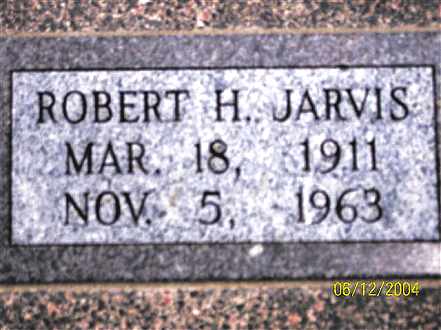 ROBERT H. JARVIS
MAR. 18, 1911
NOV. 5, 1963
06/12/2004